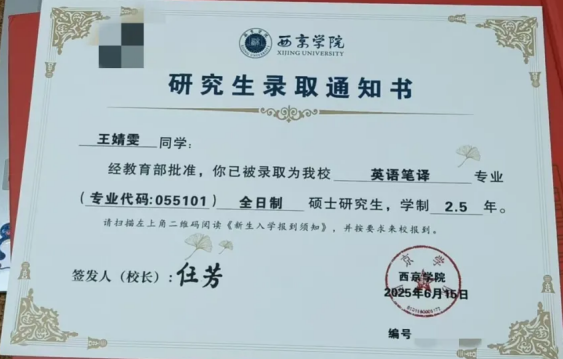 西京学院
XIJING UNIVERSITY
研究生录取通知书
王婧雯 同学:
经教育部批准,你已被录取为我校 英语笔译 专业
(专业代码:055101) 全日制 硕士研究生,学制 2.5 年。
请扫描左上角二维码阅读《新生入学报到须知》,并按要求来校报到。
签发人(校长):任芳
西京学院
2025年6月15日
编号